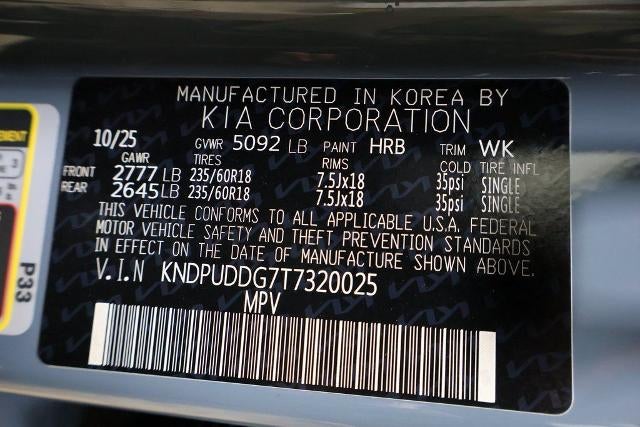 MANUFACTURED IN KOREA BY
KIA CORPORATION
10/25 GVWR 5092 LB PAINT HRB TRIM WK
GAWR TIRES RIMS COLD TIRE INFL
FRONT 2777 LB 235/60R18 7.5Jx18 35psi SINGLE
REAR 2645 LB 235/60R18 7.5Jx18 35psi SINGLE
THIS VEHICLE CONFORMS TO ALL APPLICABLE U.S.A. FEDERAL
MOTOR VEHICLE SAFETY AND THEFT PREVENTION STANDARDS
IN EFFECT ON THE DATE OF MANUFACTURE SHOWN ABOVE.
V.I.N KNDPUDDG7T7320025
MPV
P33